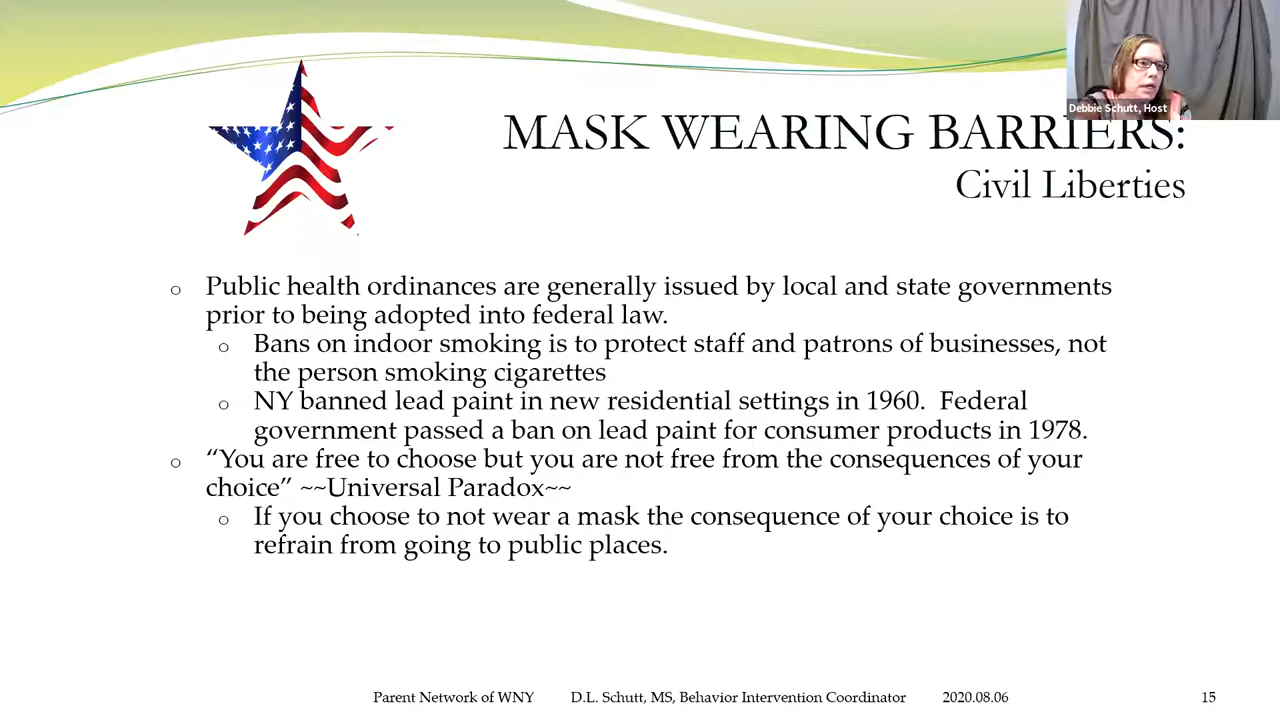 Debbie Schutt, Host
MASK WEARING BARRIERS:
Civil Liberties
o Public health ordinances are generally issued by local and state governments
prior to being adopted into federal law.
o Bans on indoor smoking is to protect staff and patrons of businesses, not
the person smoking cigarettes
o NY banned lead paint in new residential settings in 1960. Federal
government passed a ban on lead paint for consumer products in 1978.
o “You are free to choose but you are not free from the consequences of your
choice” ~~Universal Paradox~~
o If you choose to not wear a mask the consequence of your choice is to
refrain from going to public places.
Parent Network of WNY D.L. Schutt, MS, Behavior Intervention Coordinator 2020.08.06 15